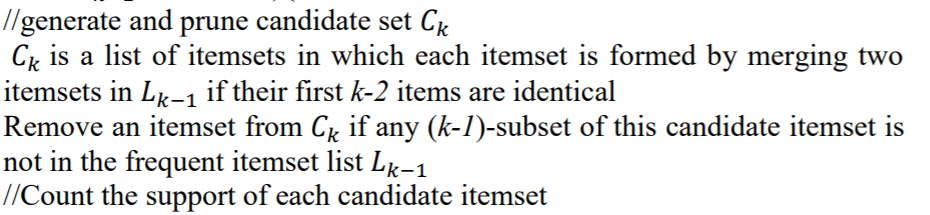 //generate and prune candidate set Cₖ
Cₖ is a list of itemsets in which each itemset is formed by merging two
itemsets in Lₖ₋₁ if their first k-2 items are identical
Remove an itemset from Cₖ if any (k-1)-subset of this candidate itemset is
not in the frequent itemset list Lₖ₋₁
//Count the support of each candidate itemset